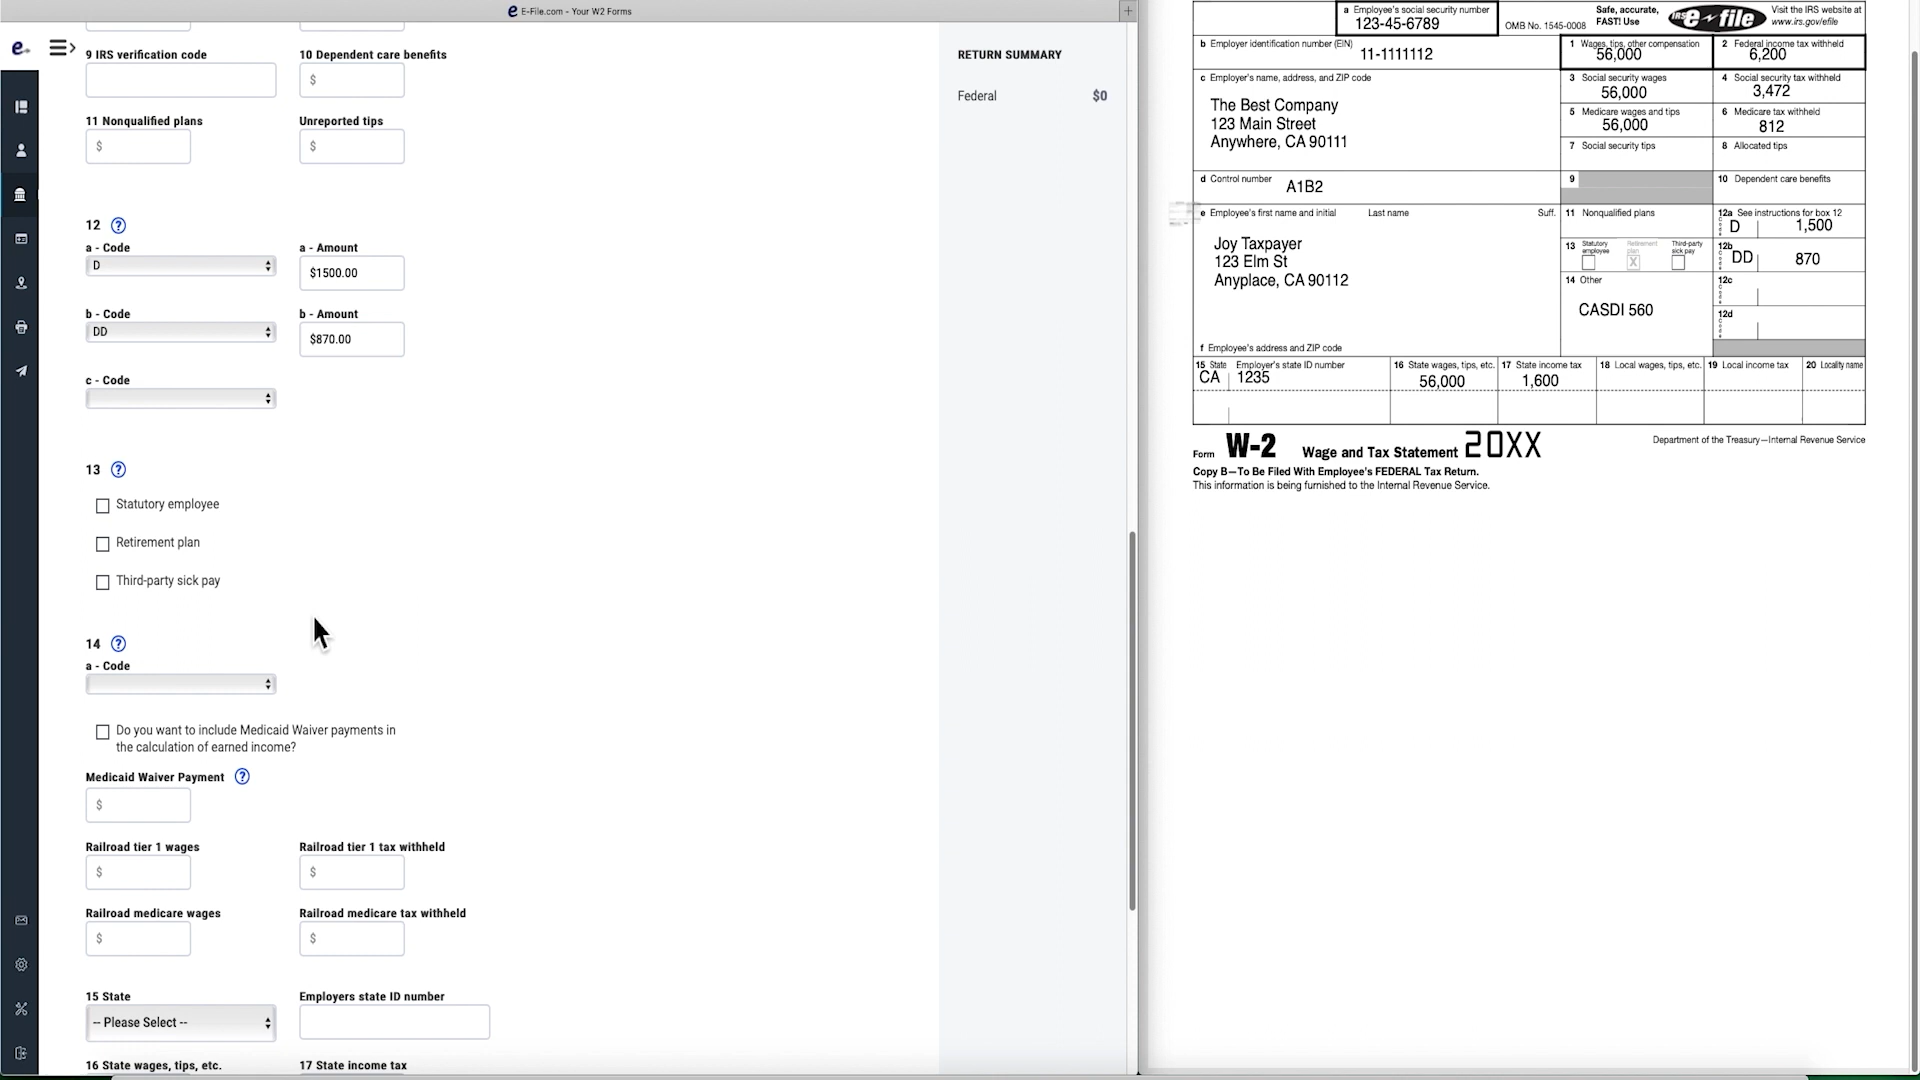 E-File.com - Your W2 Forms
e
9 IRS verification code
10 Dependent care benefits
$
11 Nonqualified plans
Unreported tips
$
$
12 ?
a - Code
a - Amount
D
$1500.00
b - Code
b - Amount
DD
$870.00
c - Code
13 ?
Statutory employee
Retirement plan
Third-party sick pay
14 ?
a - Code
Do you want to include Medicaid Waiver payments in
the calculation of earned income?
Medicaid Waiver Payment ?
$
Railroad tier 1 wages
Railroad tier 1 tax withheld
$
$
Railroad medicare wages
Railroad medicare tax withheld
$
$
15 State
Employers state ID number
-- Please Select --
16 State wages, tips, etc.
17 State income tax
RETURN SUMMARY
Federal $0
a Employee's social security number
123-45-6789
OMB No. 1545-0008
Safe, accurate,
FAST! Use
IRS e-file
Visit the IRS website at
www.irs.gov/efile
b Employer identification number (EIN)
11-1111112
1 Wages, tips, other compensation
56,000
2 Federal income tax withheld
6,200
c Employer's name, address, and ZIP code
The Best Company
123 Main Street
Anywhere, CA 90111
3 Social security wages
56,000
4 Social security tax withheld
3,472
5 Medicare wages and tips
56,000
6 Medicare tax withheld
812
7 Social security tips
8 Allocated tips
d Control number
A1B2
9
10 Dependent care benefits
e Employee's first name and initial
Last name
Suff.
Joy Taxpayer
123 Elm St
Anyplace, CA 90112
11 Nonqualified plans
12a See instructions for box 12
Code
D 1,500
13 Statutory employee
Retirement plan
Third-party sick pay
X
12b
Code
DD 870
14 Other
CASDI 560
12c
Code
12d
Code
f Employee's address and ZIP code
15 State
Employer's state ID number
16 State wages, tips, etc.
17 State income tax
18 Local wages, tips, etc.
19 Local income tax
20 Locality name
CA 1235 56,000 1,600
Form W-2 Wage and Tax Statement 20XX
Department of the Treasury—Internal Revenue Service
Copy B—To Be Filed With Employee's FEDERAL Tax Return.
This information is being furnished to the Internal Revenue Service.